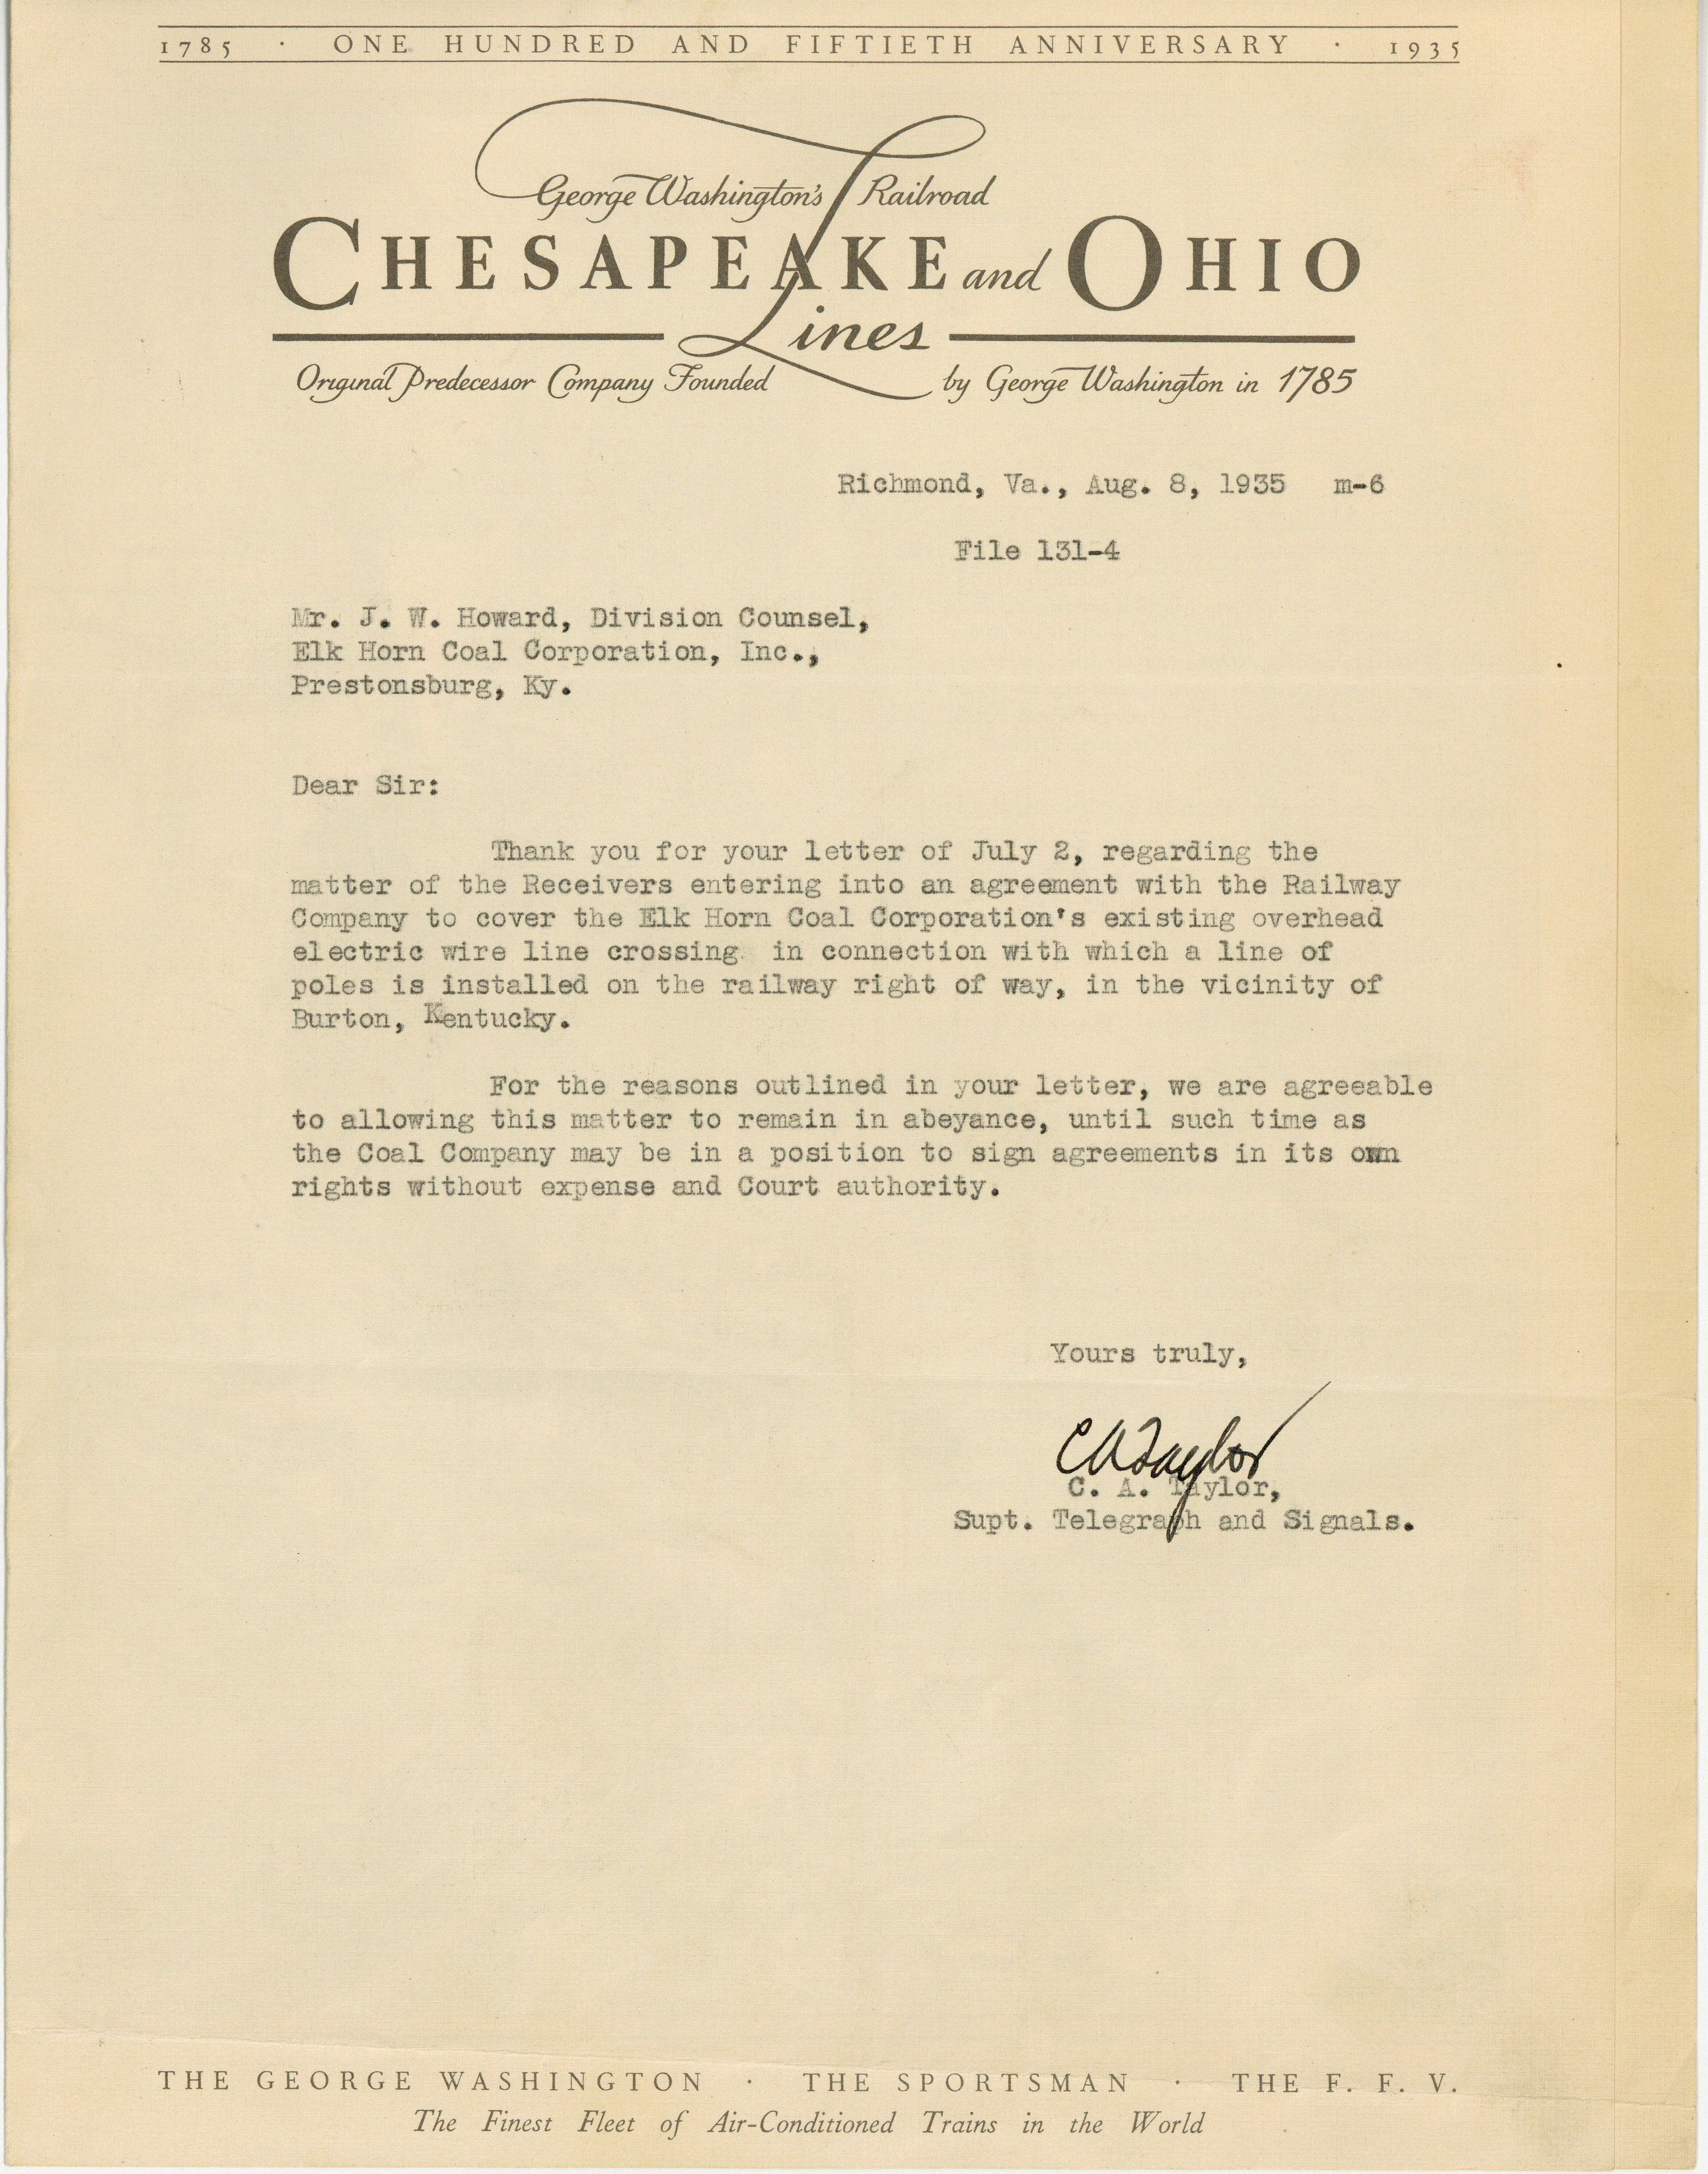 1785 · ONE HUNDRED AND FIFTIETH ANNIVERSARY · 1935
George Washington's Railroad
CHESAPEAKE and OHIO
Lines
Original Predecessor Company Founded by George Washington in 1785
Richmond, Va., Aug. 8, 1935 m-6
File 131-4
Mr. J. W. Howard, Division Counsel,
Elk Horn Coal Corporation, Inc.,
Prestonsburg, Ky.
Dear Sir:
Thank you for your letter of July 2, regarding the
matter of the Receivers entering into an agreement with the Railway
Company to cover the Elk Horn Coal Corporation's existing overhead
electric wire line crossing in connection with which a line of
poles is installed on the railway right of way, in the vicinity of
Burton, Kentucky.
For the reasons outlined in your letter, we are agreeable
to allowing this matter to remain in abeyance, until such time as
the Coal Company may be in a position to sign agreements in its own
rights without expense and Court authority.
Yours truly,
C A Taylor
C. A. Taylor,
Supt. Telegraph and Signals.
THE GEORGE WASHINGTON · THE SPORTSMAN · THE F. F. V.
The Finest Fleet of Air-Conditioned Trains in the World